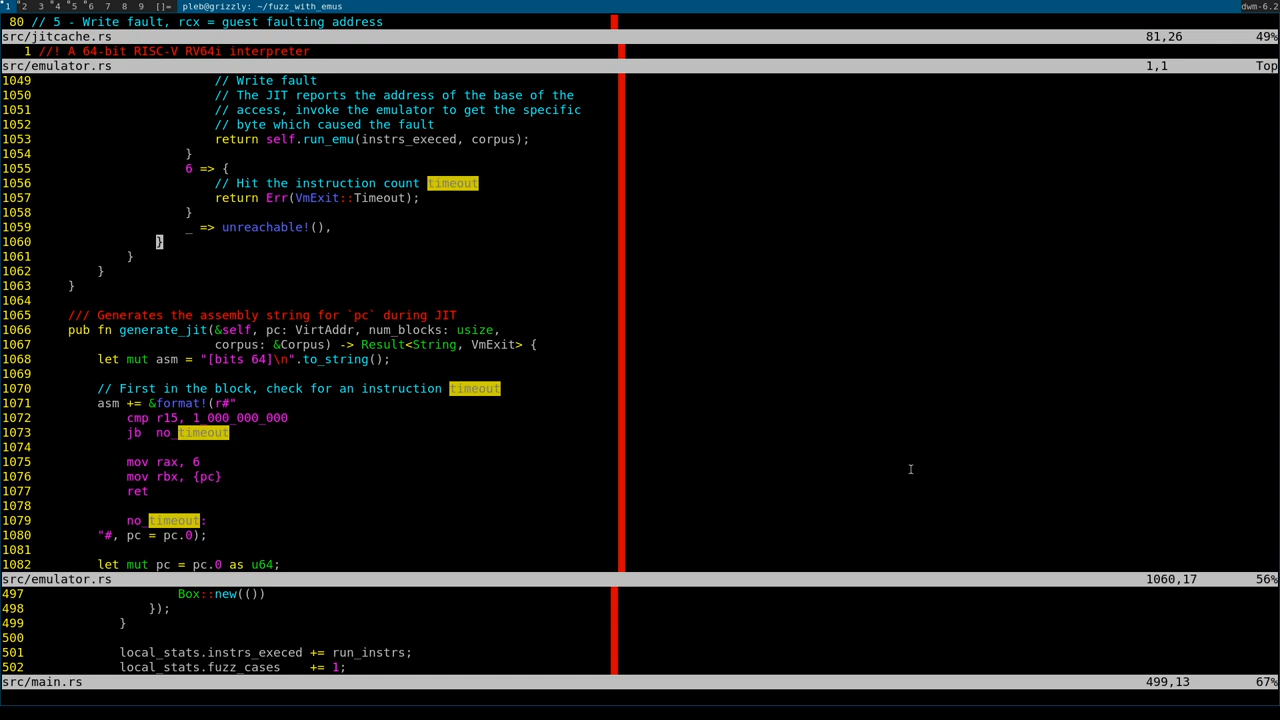 1 2 3 4 5 6 7 8 9 []= pleb@grizzly: ~/fuzz_with_emus dwm-6.2
80 // 5 - Write fault, rcx = guest faulting address
src/jitcache.rs 81,26 49%
1 //! A 64-bit RISC-V RV64i interpreter
src/emulator.rs 1,1 Top
1049 // Write fault
1050 // The JIT reports the address of the base of the
1051 // access, invoke the emulator to get the specific
1052 // byte which caused the fault
1053 return self.run_emu(instrs_execed, corpus);
1054 }
1055 6 => {
1056 // Hit the instruction count timeout
1057 return Err(VmExit::Timeout);
1058 }
1059 _ => unreachable!(),
1060 }
1061 }
1062 }
1063 }
1064
1065 /// Generates the assembly string for `pc` during JIT
1066 pub fn generate_jit(&self, pc: VirtAddr, num_blocks: usize,
1067 corpus: &Corpus) -> Result<String, VmExit> {
1068 let mut asm = "[bits 64]\n".to_string();
1069
1070 // First in the block, check for an instruction timeout
1071 asm += &format!(r#"
1072 cmp r15, 1_000_000_000
1073 jb no_timeout
1074
1075 mov rax, 6
1076 mov rbx, {pc}
1077 ret
1078
1079 no_timeout:
1080 "#, pc = pc.0);
1081
1082 let mut pc = pc.0 as u64;
src/emulator.rs 1060,17 56%
497 Box::new(())
498 });
499 }
500
501 local_stats.instrs_execed += run_instrs;
502 local_stats.fuzz_cases += 1;
src/main.rs 499,13 67%